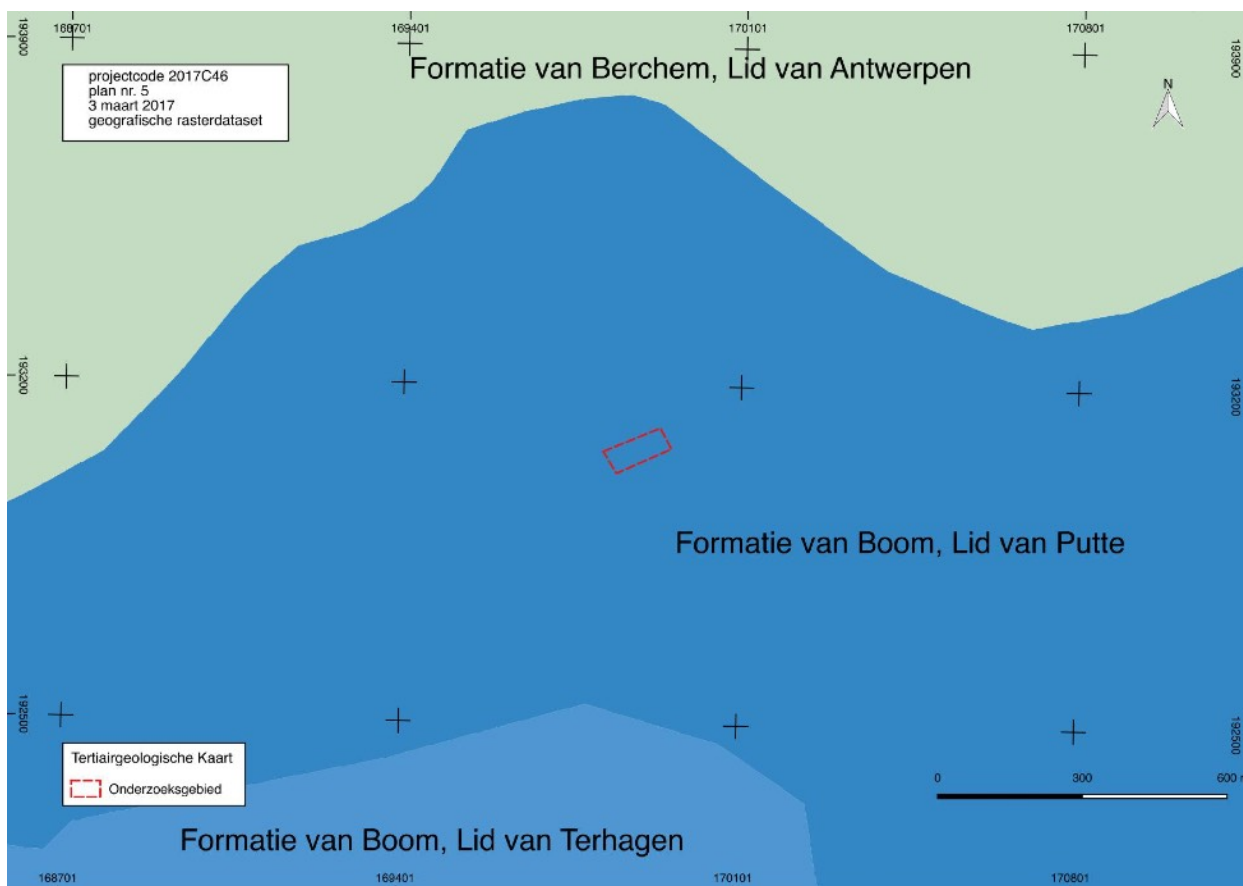 168701
169401
170101
170801
193900
193900
Formatie van Berchem, Lid van Antwerpen
projectcode 2017C46
plan nr. 5
3 maart 2017
geografische rasterdataset
N
193200
193200
Formatie van Boom, Lid van Putte
192500
192500
Tertiairgeologische Kaart
Onderzoeksgebied
0 300 600 m
Formatie van Boom, Lid van Terhagen
168701
169401
170101
170801